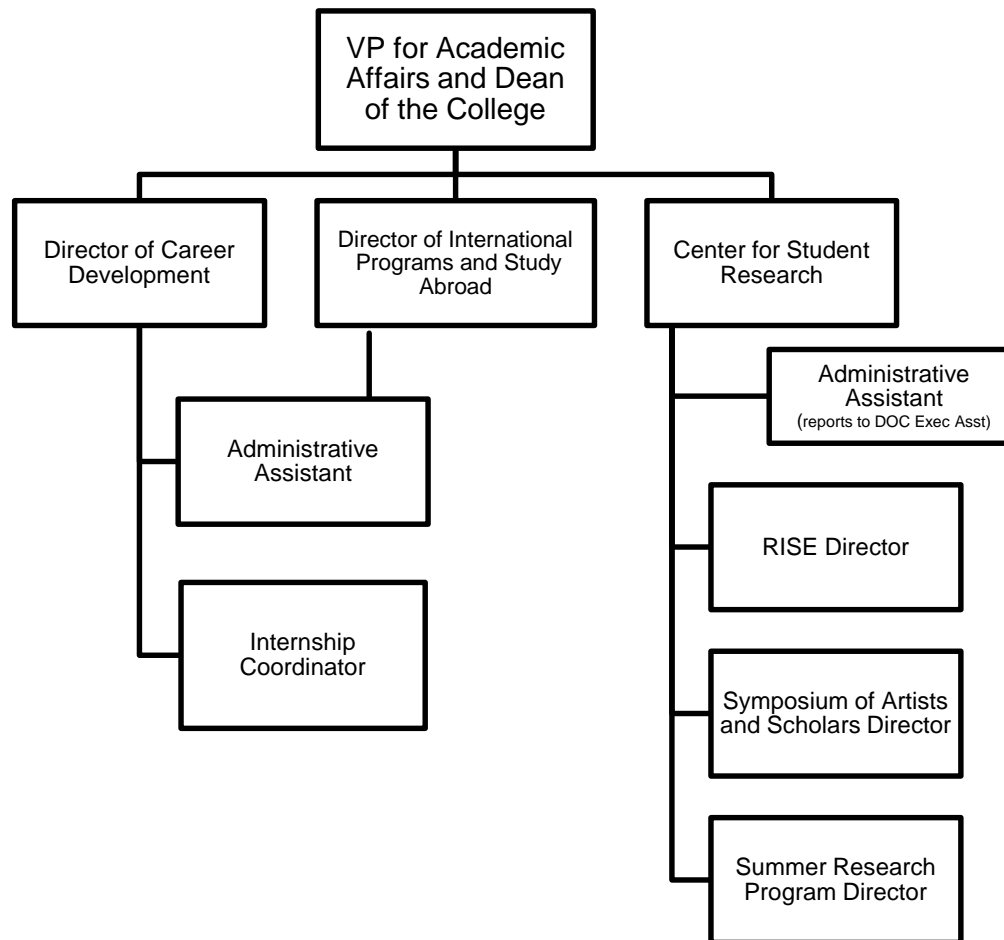 VP for Academic
Affairs and Dean
of the College
Director of Career
Development
Director of International
Programs and Study
Abroad
Center for Student
Research
Administrative
Assistant
(reports to DOC Exec Asst)
Administrative
Assistant
RISE Director
Internship
Coordinator
Symposium of Artists
and Scholars Director
Summer Research
Program Director